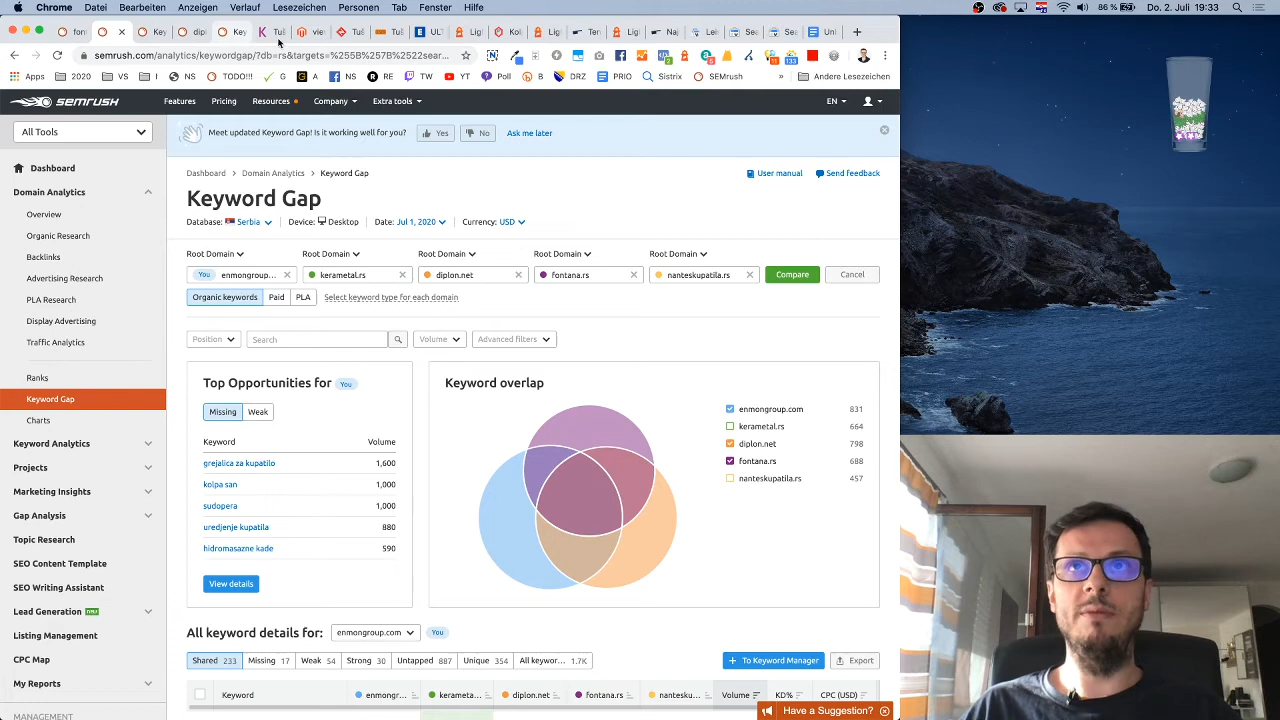 Chrome Datei Bearbeiten Anzeigen Verlauf Lesezeichen Personen Tab Fenster Hilfe 86 % Do. 2. Juli 19:33
semrush.com/analytics/keywordgap/?db=rs&targets=%255B%257B%2522sear...
Apps 2020 VS I NS TODO!!! G A NS RE TW YT Poll B DRZ PRIO Sistrix SEMrush » Andere Lesezeichen
SEMRUSH Features Pricing Resources Company Extra tools EN
All Tools
Meet updated Keyword Gap! Is it working well for you? Yes No Ask me later
Dashboard
Domain Analytics
Overview
Organic Research
Backlinks
Advertising Research
PLA Research
Display Advertising
Traffic Analytics
Ranks
Keyword Gap
Charts
Keyword Analytics
Projects
Marketing Insights
Gap Analysis
Topic Research
SEO Content Template
SEO Writing Assistant
Lead Generation
Listing Management
CPC Map
My Reports
MANAGEMENT
Dashboard > Domain Analytics > Keyword Gap
User manual Send feedback
Keyword Gap
Database: Serbia Device: Desktop Date: Jul 1, 2020 Currency: USD
Root Domain Root Domain Root Domain Root Domain Root Domain
You enmongroup... kerametal.rs diplon.net fontana.rs nanteskupatila.rs Compare Cancel
Organic keywords Paid PLA Select keyword type for each domain
Position Search Volume Advanced filters
Top Opportunities for You
Missing Weak
Keyword Volume
grejalica za kupatilo 1,600
kolpa san 1,000
sudopera 1,000
uredjenje kupatila 880
hidromasazne kade 590
View details
Keyword overlap
enmongroup.com 831
kerametal.rs 664
diplon.net 798
fontana.rs 688
nanteskupatila.rs 457
All keyword details for: enmongroup.com You
Shared 233 Missing 17 Weak 54 Strong 30 Untapped 887 Unique 354 All keywor... 1.7K
+ To Keyword Manager Export
Keyword enmongr... kerameta... diplon.n... fontana.rs nantesku... Volume KD% CPC (USD)
Have a Suggestion?